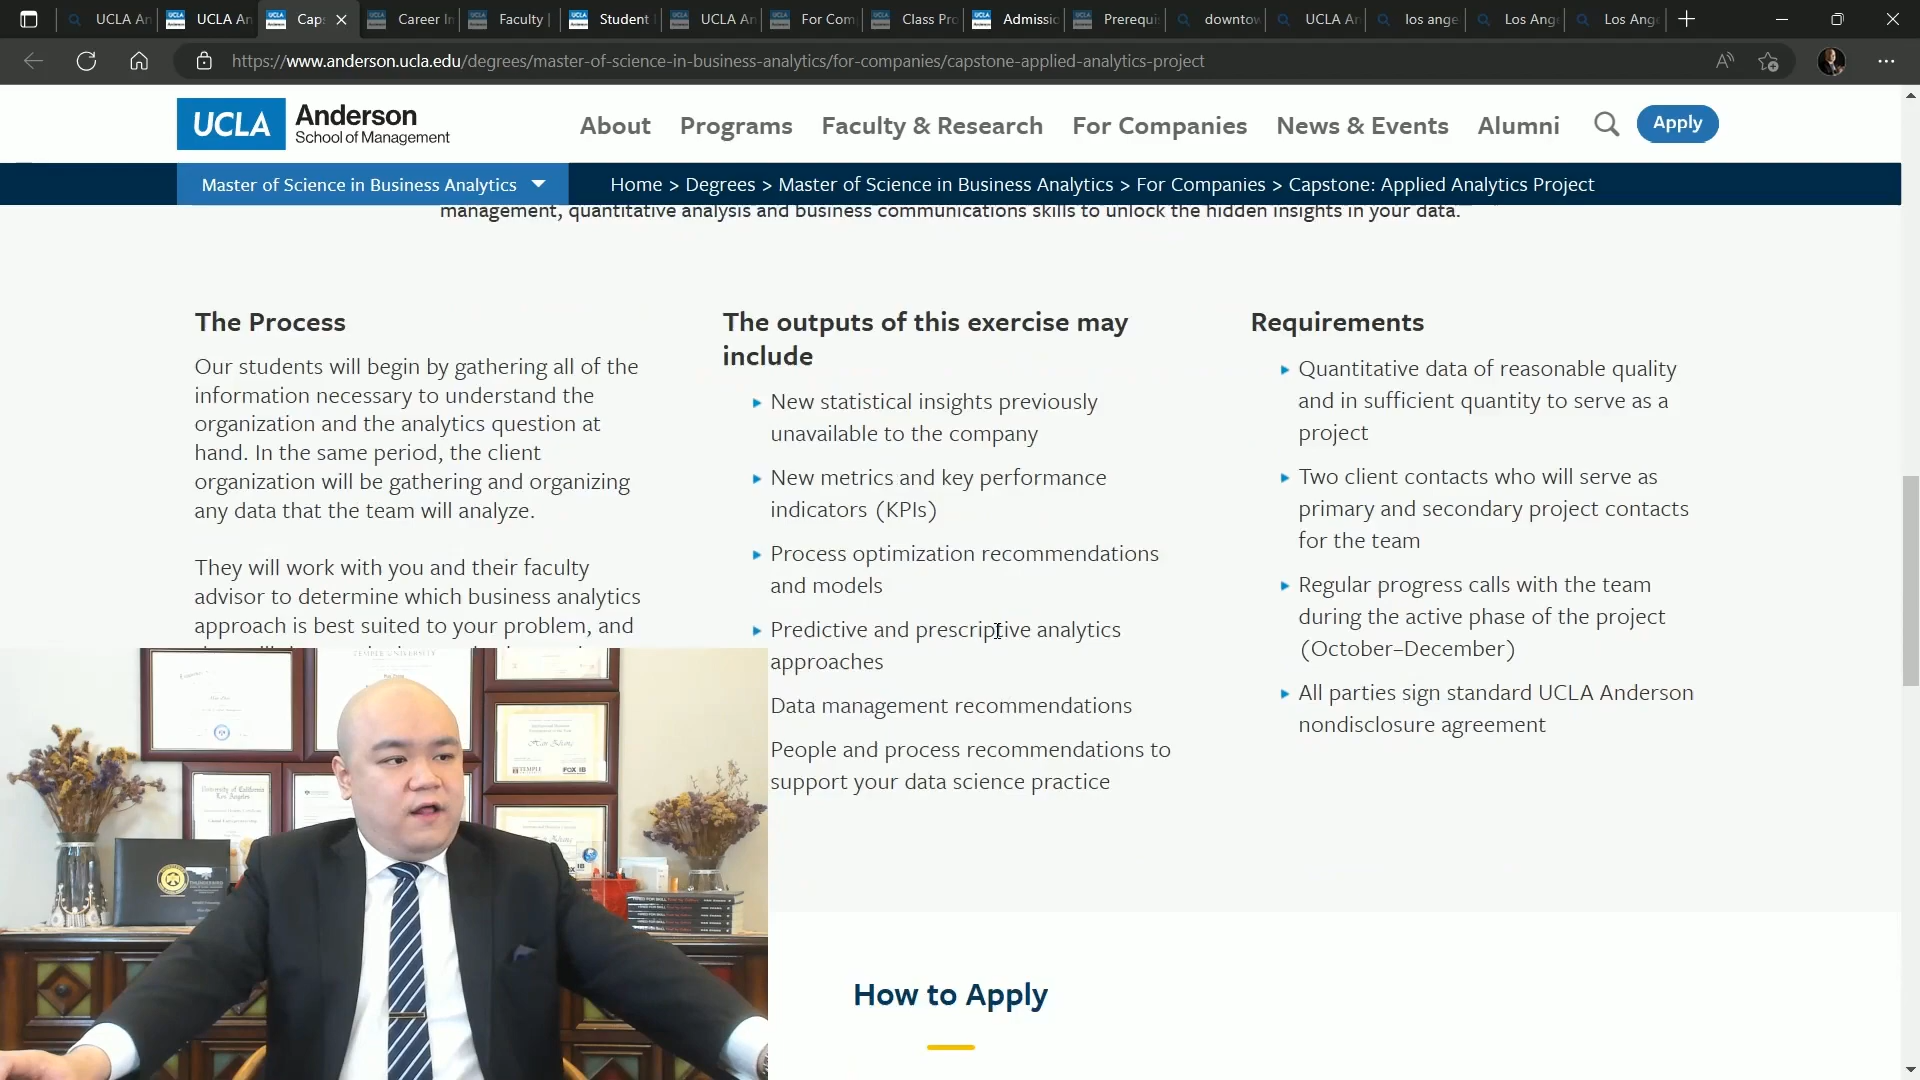 UCLA An
UCLA An
Cap
Career In
Faculty |
Student
UCLA An
For Com
Class Pro
Admissio
Prerequi
downtow
UCLA An
los ange
Los Ang
Los Ang
https://www.anderson.ucla.edu/degrees/master-of-science-in-business-analytics/for-companies/capstone-applied-analytics-project
UCLA Anderson
School of Management
About Programs Faculty & Research For Companies News & Events Alumni Apply
Master of Science in Business Analytics
Home > Degrees > Master of Science in Business Analytics > For Companies > Capstone: Applied Analytics Project
management, quantitative analysis and business communications skills to unlock the hidden insights in your data.
The Process
Our students will begin by gathering all of the
information necessary to understand the
organization and the analytics question at
hand. In the same period, the client
organization will be gathering and organizing
any data that the team will analyze.
They will work with you and their faculty
advisor to determine which business analytics
approach is best suited to your problem, and
The outputs of this exercise may
include
New statistical insights previously
unavailable to the company
New metrics and key performance
indicators (KPIs)
Process optimization recommendations
and models
Predictive and prescriptive analytics
approaches
Data management recommendations
People and process recommendations to
support your data science practice
Requirements
Quantitative data of reasonable quality
and in sufficient quantity to serve as a
project
Two client contacts who will serve as
primary and secondary project contacts
for the team
Regular progress calls with the team
during the active phase of the project
(October–December)
All parties sign standard UCLA Anderson
nondisclosure agreement
TEMPLE UNIVERSITY
TEMPLE
FOX IB
University of California
Los Angeles
How to Apply